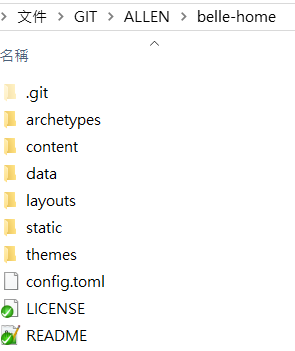 文件 > GIT > ALLEN > belle-home
名稱
.git
archetypes
content
data
layouts
static
themes
config.toml
LICENSE
README